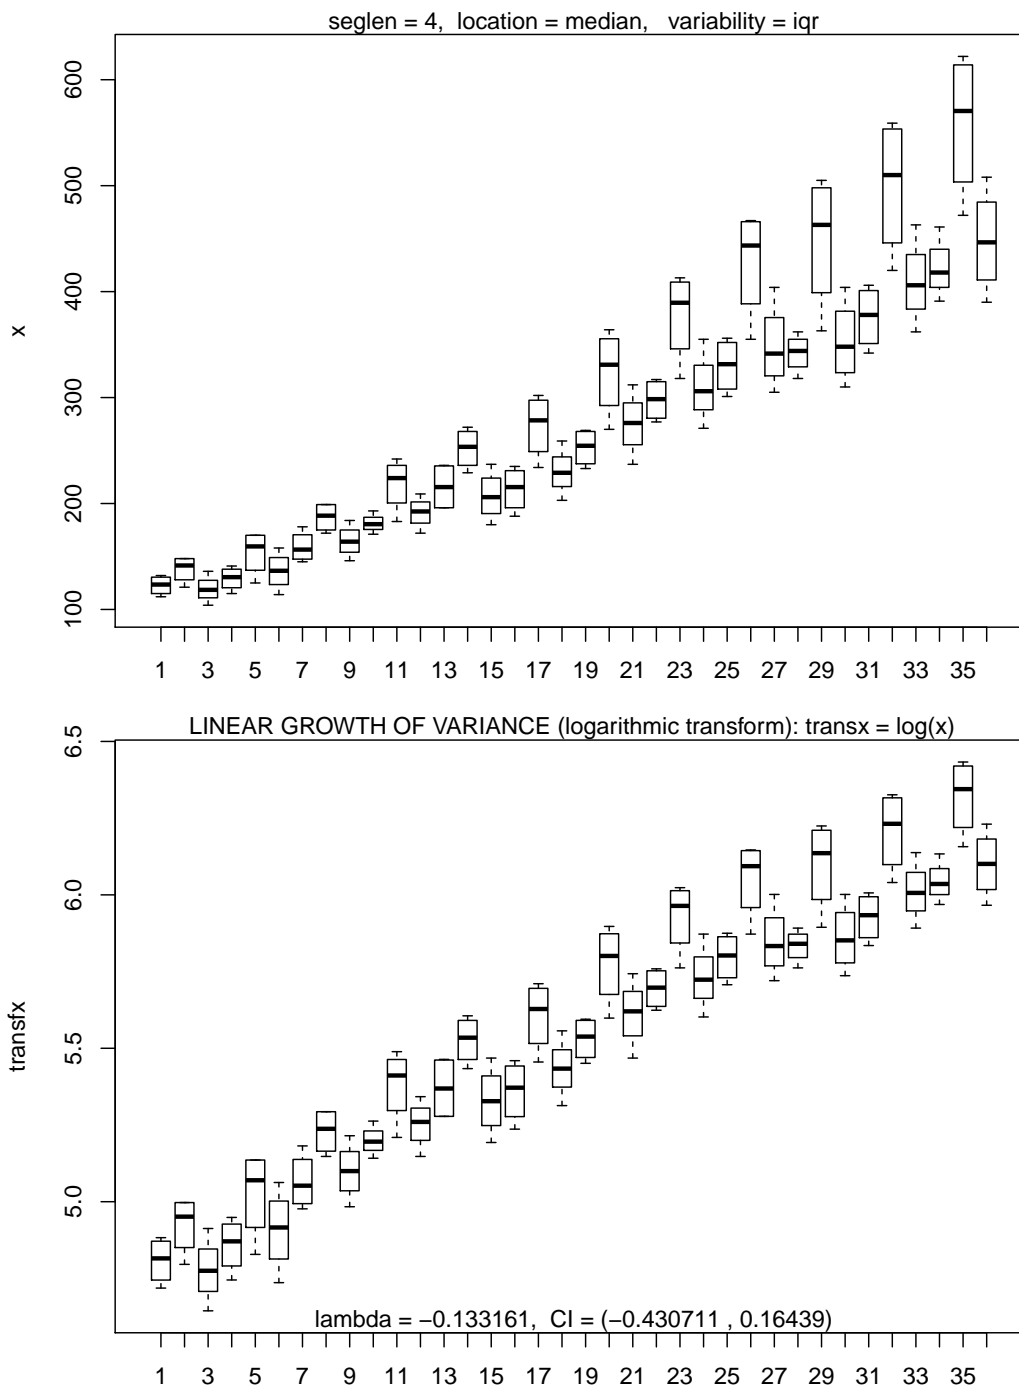 seglen = 4,  location = median,   variability = iqr
600
500
400
300
200
100
x
1 3 5 7 9 11 13 15 17 19 21 23 25 27 29 31 33 35
LINEAR GROWTH OF VARIANCE (logarithmic transform): transx = log(x)
6.5
6.0
5.5
5.0
transfx
lambda = −0.133161,  CI = (−0.430711 , 0.16439)
1 3 5 7 9 11 13 15 17 19 21 23 25 27 29 31 33 35